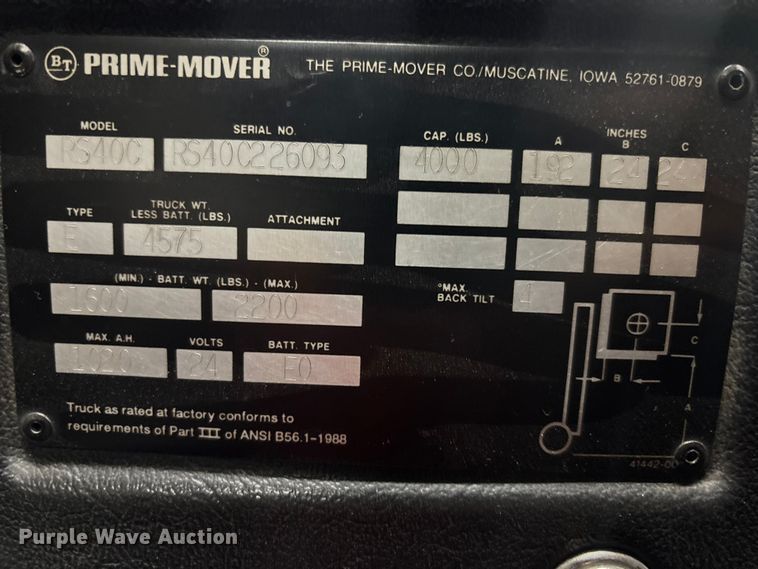 BT PRIME-MOVER® THE PRIME-MOVER CO./MUSCATINE, IOWA 52761-0879
MODEL SERIAL NO.
RS40C RS40C226093
CAP. (LBS.) A INCHES B C
4000 192 24 24
TYPE TRUCK WT. LESS BATT. (LBS.) ATTACHMENT
E 4575
(MIN.) - BATT. WT. (LBS.) - (MAX.)
1600 2200
°MAX. BACK TILT 4
MAX. A.H. VOLTS BATT. TYPE
1020 24 EO
C
B
A
Truck as rated at factory conforms to
requirements of Part III of ANSI B56.1-1988
41442-00
Purple Wave Auction